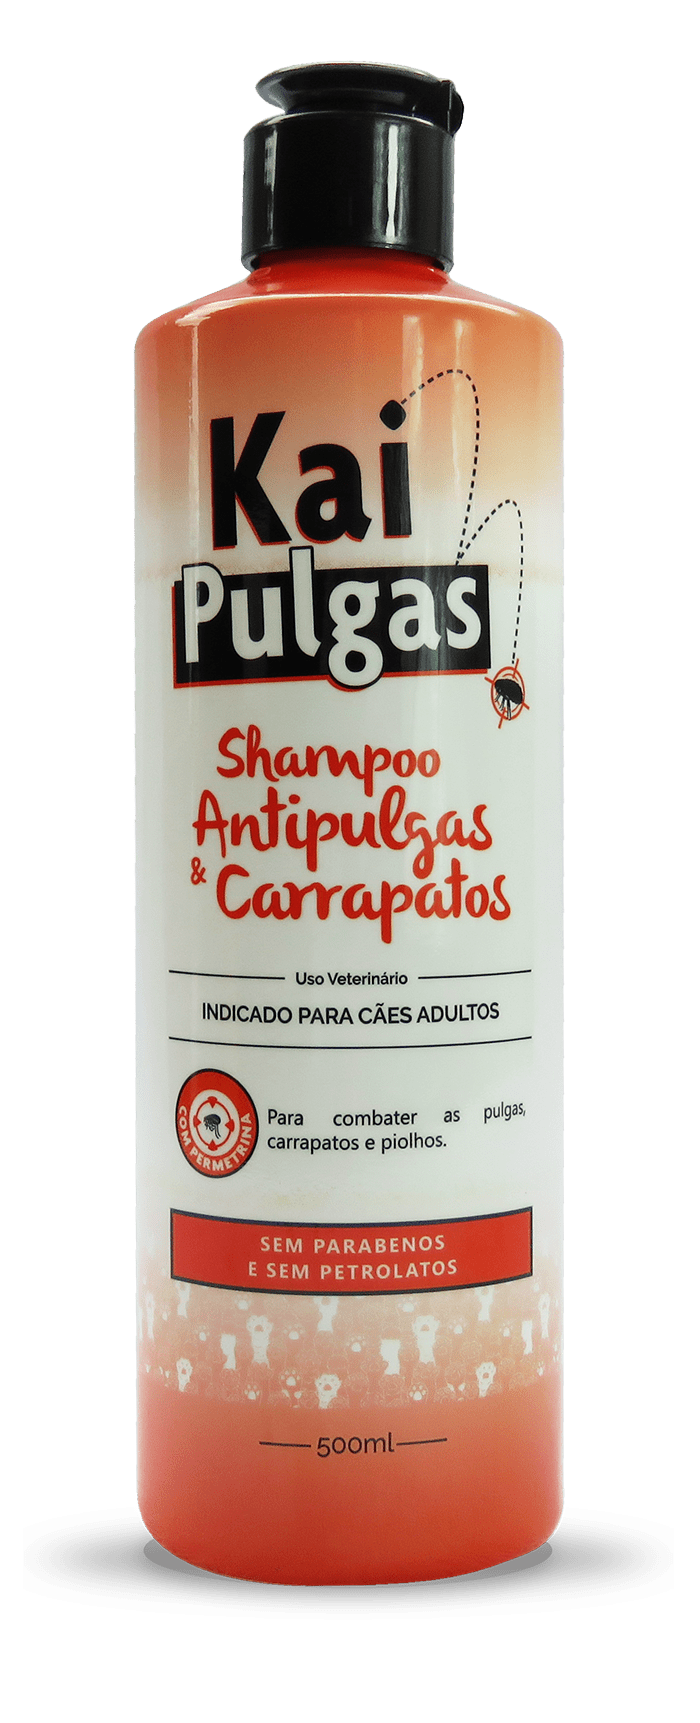 Kai
Pulgas
Shampoo
Antipulgas
& Carrapatos
Uso Veterinário
INDICADO PARA CÃES ADULTOS
COM PERMETRINA
Para combater as pulgas,
carrapatos e piolhos.
SEM PARABENOS
E SEM PETROLATOS
500ml